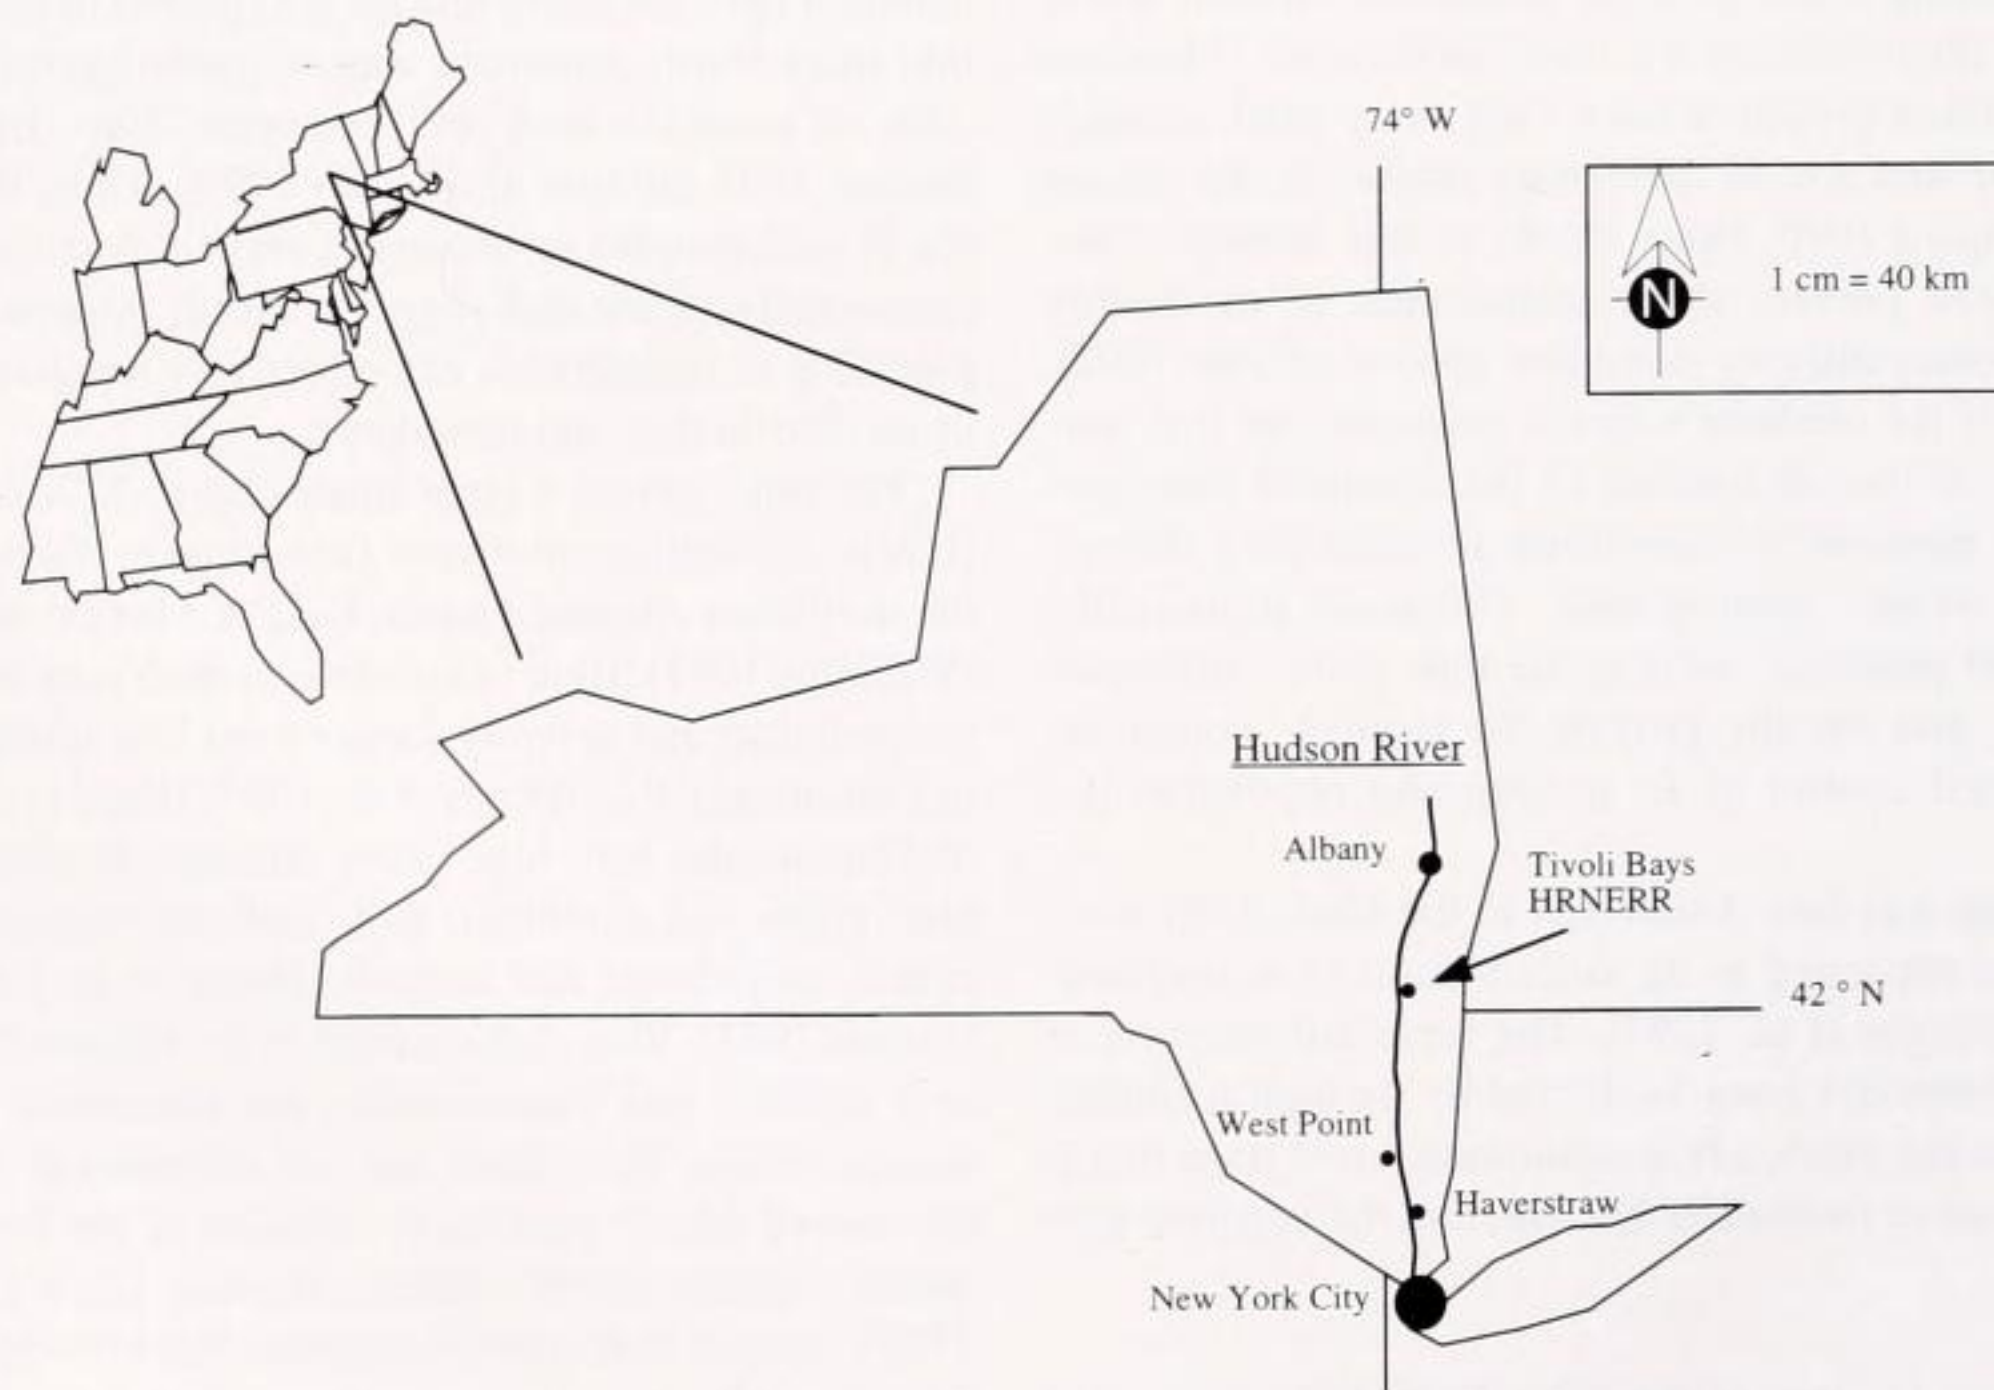 74° W
N
1 cm = 40 km
Hudson River
Albany
Tivoli Bays
HRNERR
42 ° N
West Point
Haverstraw
New York City